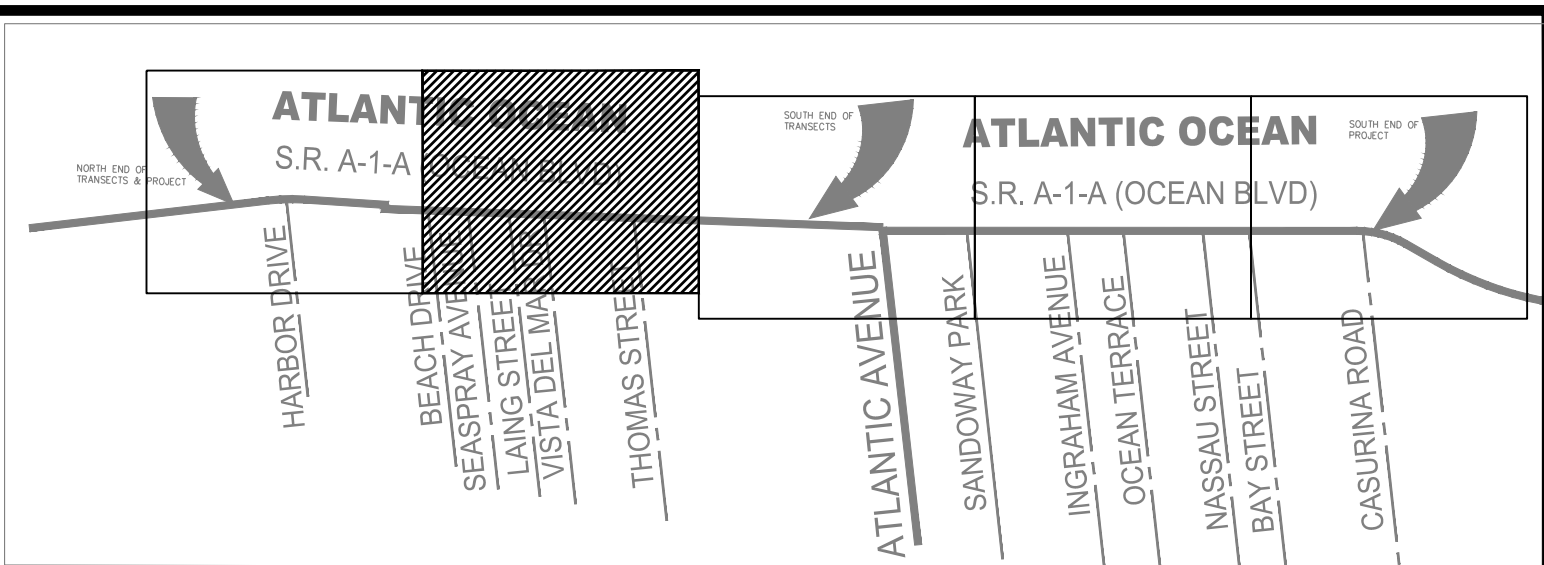 ATLANTIC OCEAN
S.R. A-1-A (OCEAN BLVD)
NORTH END OF
TRANSECTS & PROJECT
SOUTH END OF
TRANSECTS
ATLANTIC OCEAN
S.R. A-1-A (OCEAN BLVD)
SOUTH END OF
PROJECT
HARBOR DRIVE
BEACH DRIVE
SEASPRAY AVENUE
LAING STREET
VISTA DEL MAR DR
THOMAS STREET
ATLANTIC AVENUE
SANDOWAY PARK
INGRAHAM AVENUE
OCEAN TERRACE
NASSAU STREET
BAY STREET
CASURINA ROAD